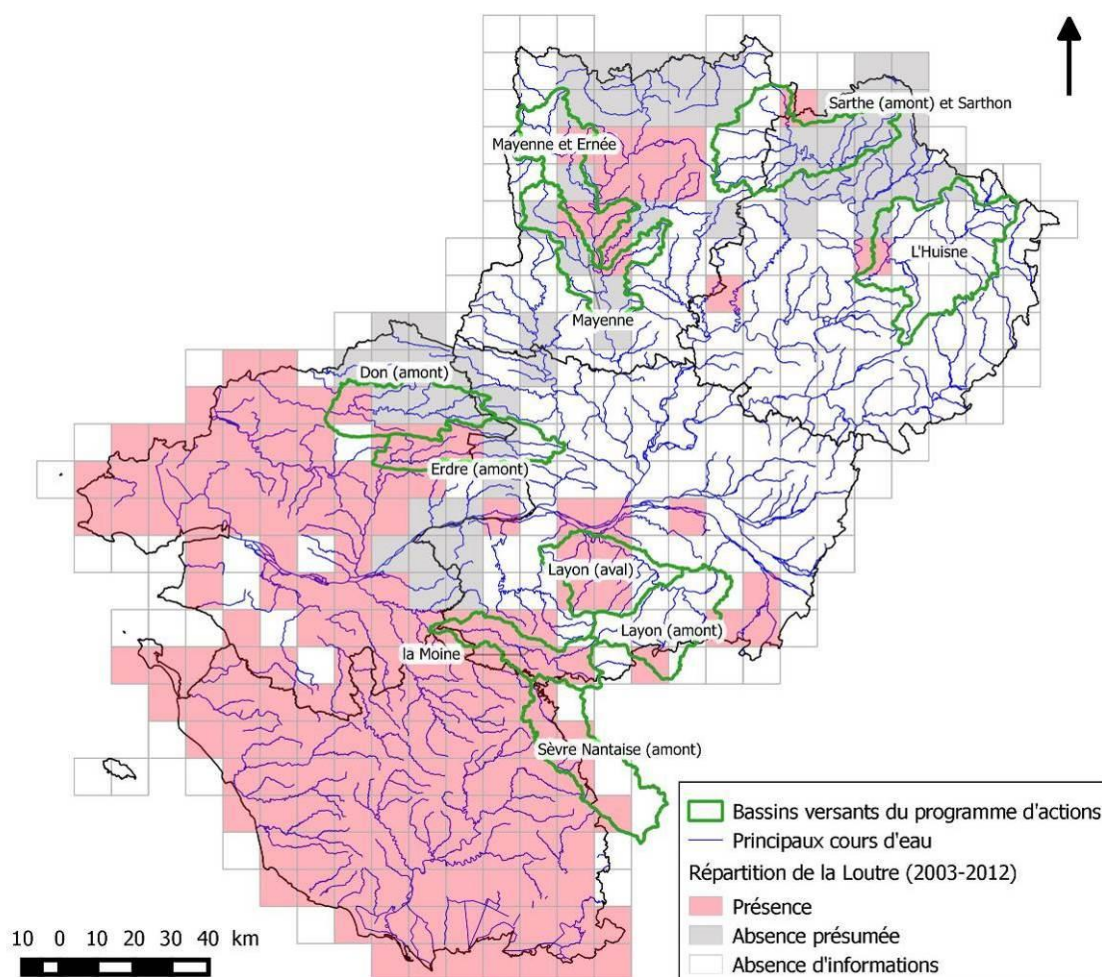 Sarthe (amont) et Sarthon
Mayenne et Ernée
L'Huisne
Mayenne
Don (amont)
Erdre (amont)
Layon (aval)
Layon (amont)
la Moine
Sèvre Nantaise (amont)
Bassins versants du programme d'actions
Principaux cours d'eau
Répartition de la Loutre (2003-2012)
Présence
Absence présumée
Absence d'informations
10 0 10 20 30 40 km